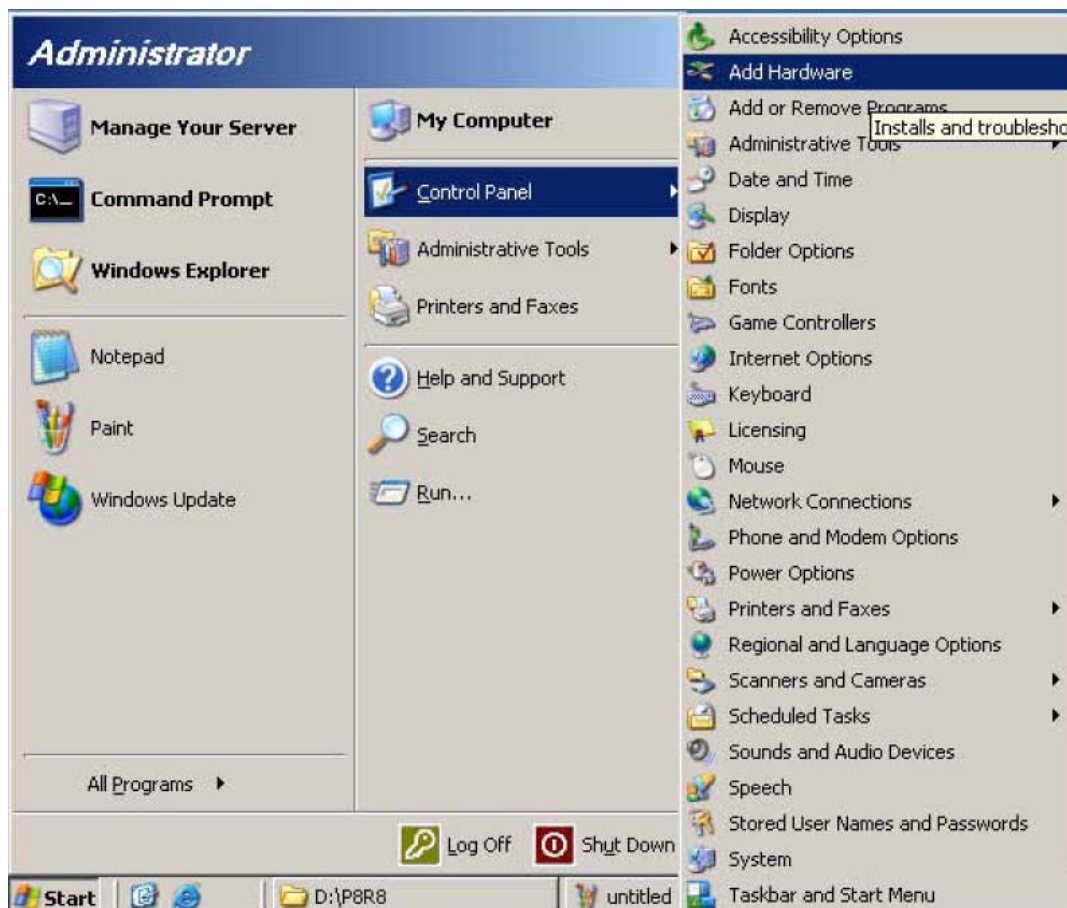 Administrator
Manage Your Server
Command Prompt
Windows Explorer
Notepad
Paint
Windows Update
All Programs
My Computer
Control Panel
Administrative Tools
Printers and Faxes
Help and Support
Search
Run...
Log Off
Shut Down
Accessibility Options
Add Hardware
Add or Remove Programs
Installs and troublesho
Administrative Tools
Date and Time
Display
Folder Options
Fonts
Game Controllers
Internet Options
Keyboard
Licensing
Mouse
Network Connections
Phone and Modem Options
Power Options
Printers and Faxes
Regional and Language Options
Scanners and Cameras
Scheduled Tasks
Sounds and Audio Devices
Speech
Stored User Names and Passwords
System
Taskbar and Start Menu
Start
D:\P8R8
untitled
C:\_